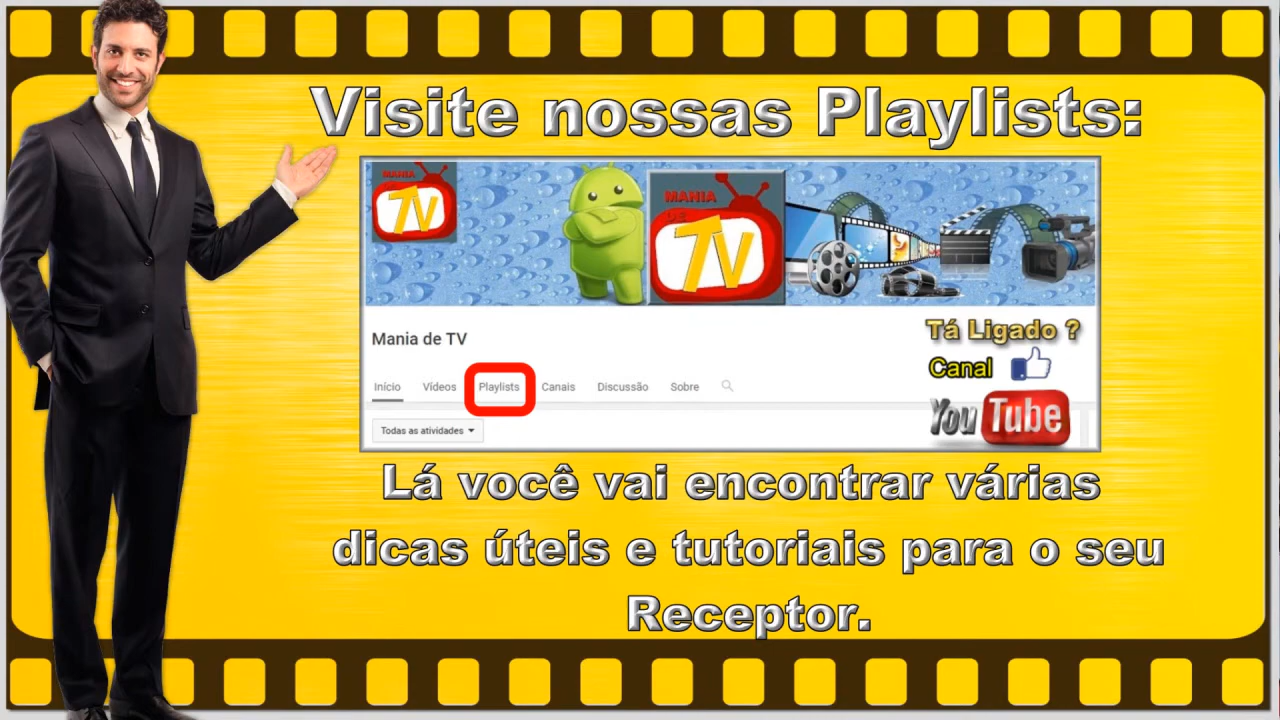 Visite nossas Playlists:
MANIA
TV
MANIA
DE
TV
Mania de TV
Tá Ligado ?
Canal
Início Vídeos Playlists Canais Discussão Sobre
You Tube
Todas as atividades
Lá você vai encontrar várias
dicas úteis e tutoriais para o seu
Receptor.